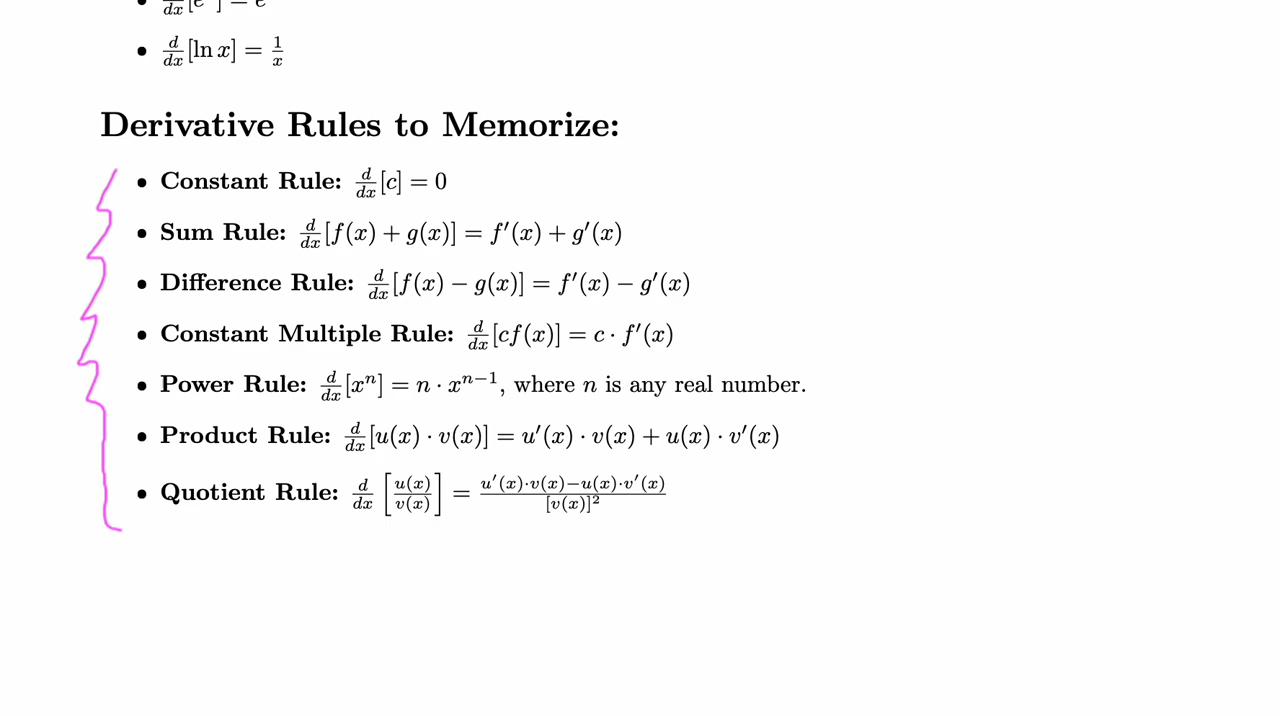 • d/dx [e^x] = e^x
• d/dx [ln x] = 1/x
Derivative Rules to Memorize:
• Constant Rule: d/dx [c] = 0
• Sum Rule: d/dx [f(x) + g(x)] = f′(x) + g′(x)
• Difference Rule: d/dx [f(x) − g(x)] = f′(x) − g′(x)
• Constant Multiple Rule: d/dx [cf(x)] = c · f′(x)
• Power Rule: d/dx [x^n] = n · x^(n−1), where n is any real number.
• Product Rule: d/dx [u(x) · v(x)] = u′(x) · v(x) + u(x) · v′(x)
• Quotient Rule: d/dx [u(x)/v(x)] = (u′(x)·v(x)−u(x)·v′(x))/[v(x)]^2